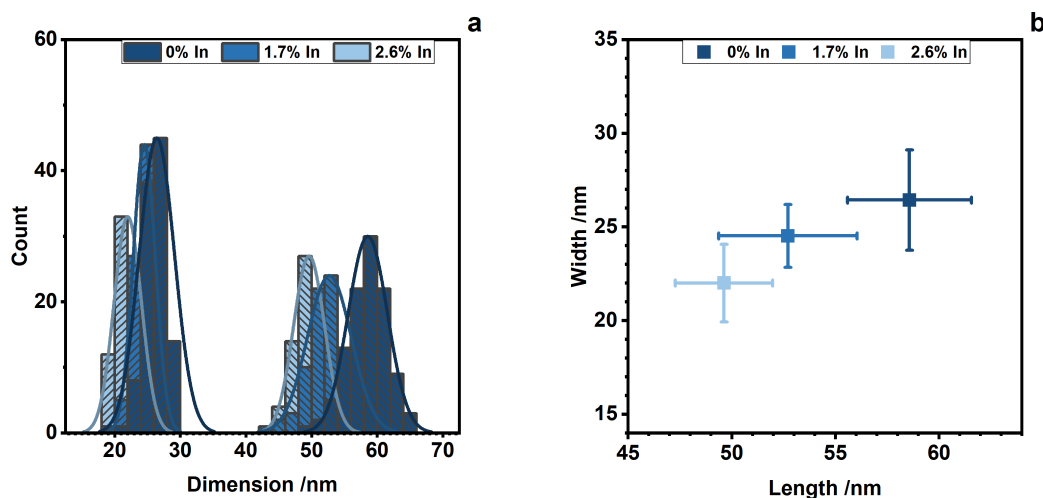 a
60
0% In 1.7% In 2.6% In
40
Count
20
0
20 30 40 50 60 70
Dimension /nm
b
35
0% In 1.7% In 2.6% In
30
Width /nm
25
20
15
45 50 55 60
Length /nm